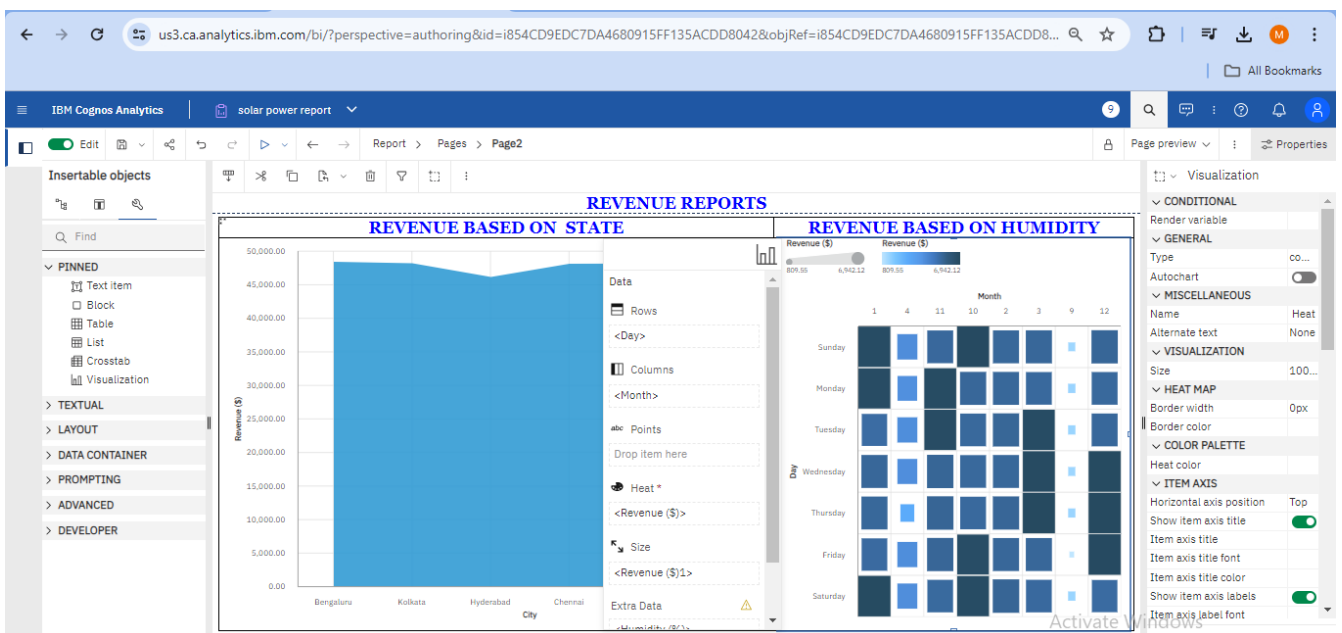 us3.ca.analytics.ibm.com/bi/?perspective=authoring&id=i854CD9EDC7DA4680915FF135ACDD8042&objRef=i854CD9EDC7DA4680915FF135ACDD8...
M
All Bookmarks
IBM Cognos Analytics
solar power report
9
Edit
Report > Pages > Page2
Page preview
Properties
Insertable objects
Find
PINNED
Text item
Block
Table
List
Crosstab
Visualization
TEXTUAL
LAYOUT
DATA CONTAINER
PROMPTING
ADVANCED
DEVELOPER
REVENUE REPORTS
REVENUE BASED ON STATE
Revenue ($)
50,000.00
45,000.00
40,000.00
35,000.00
30,000.00
25,000.00
20,000.00
15,000.00
10,000.00
5,000.00
0.00
Bengaluru Kolkata Hyderabad Chennai
City
Data
Rows
<Day>
Columns
<Month>
abc Points
Drop item here
Heat *
<Revenue ($)>
Size
<Revenue ($)1>
Extra Data
<Humidity (%)>
REVENUE BASED ON HUMIDITY
Revenue ($) Revenue ($)
809.55 6,942.12 809.55 6,942.12
Month
1 4 11 10 2 3 9 12
Day
Sunday
Monday
Tuesday
Wednesday
Thursday
Friday
Saturday
Visualization
CONDITIONAL
Render variable
GENERAL
Type co...
Autochart
MISCELLANEOUS
Name Heat
Alternate text None
VISUALIZATION
Size 100...
HEAT MAP
Border width 0px
Border color
COLOR PALETTE
Heat color
ITEM AXIS
Horizontal axis position Top
Show item axis title
Item axis title
Item axis title font
Item axis title color
Show item axis labels
Item axis label font
Activate Windows